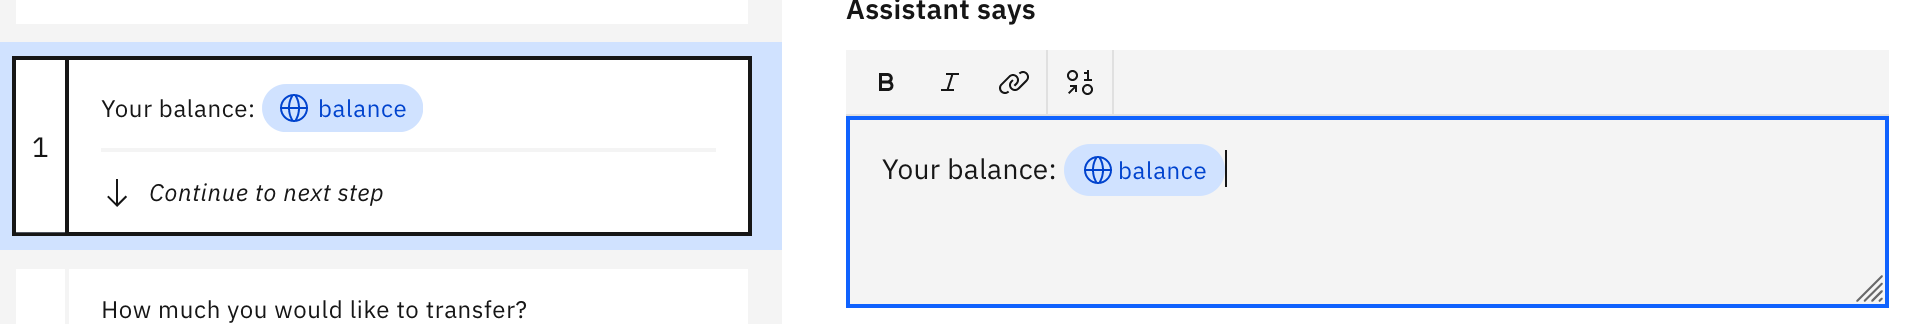 Your balance: balance
1
Continue to next step
How much you would like to transfer?
Assistant says
B I
Your balance: balance